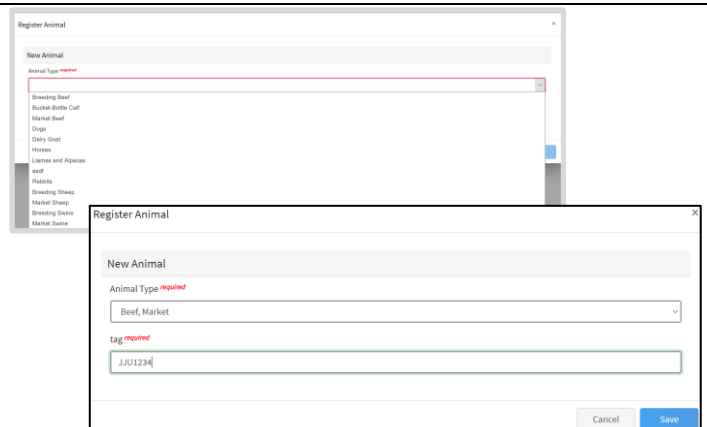 Register Animal ×
New Animal
Animal Type required
Breeding Beef
Bucket-Bottle Calf
Market Beef
Dogs
Dairy Goat
Horses
Llamas and Alpacas
asdf
Rabbits
Breeding Sheep
Market Sheep
Breeding Swine
Market Swine
Register Animal ×
New Animal
Animal Type required
Beef, Market
tag required
JJU1234
Cancel Save